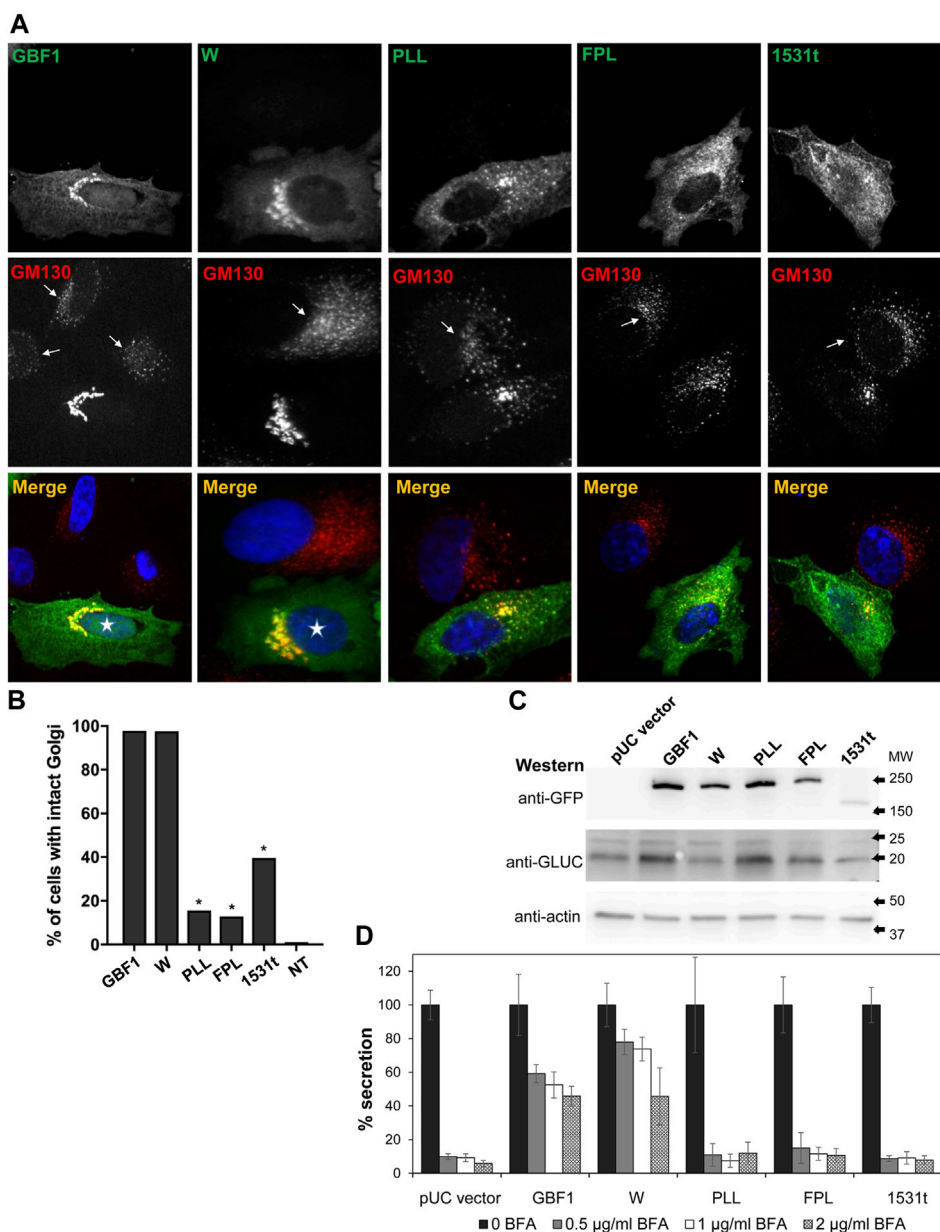 A
GBF1 W PLL FPL 1531t
GM130 GM130 GM130 GM130 GM130
Merge Merge Merge Merge Merge
B
% of cells with intact Golgi
100
80
60
40
20
0
* * *
GBF1 W PLL FPL 1531t NT
C
pUC vector GBF1 W PLL FPL 1531t
Western MW
anti-GFP 250
150
anti-GLUC 25
20
anti-actin 50
37
D
% secretion
120
100
80
60
40
20
0
pUC vector GBF1 W PLL FPL 1531t
0 BFA 0.5 µg/ml BFA 1 µg/ml BFA 2 µg/ml BFA